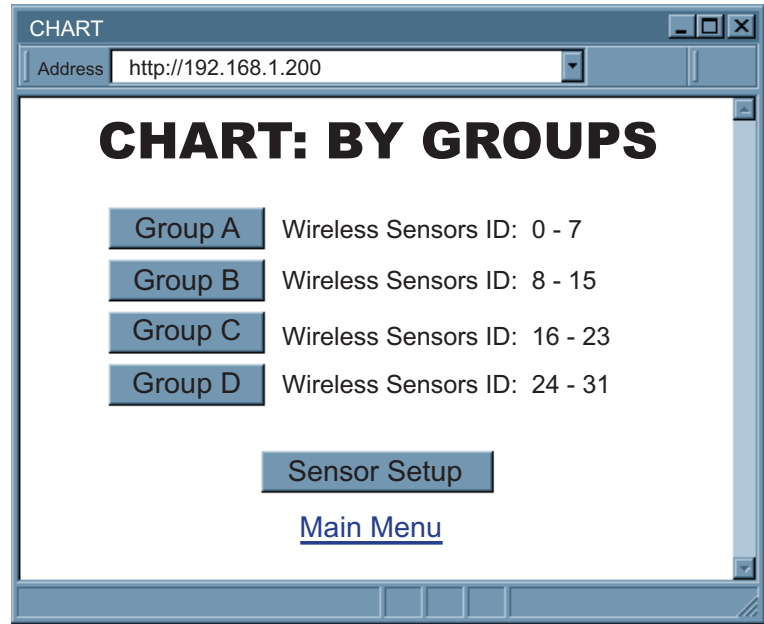 CHART
Address http://192.168.1.200
CHART: BY GROUPS
Group A Wireless Sensors ID: 0 - 7
Group B Wireless Sensors ID: 8 - 15
Group C Wireless Sensors ID: 16 - 23
Group D Wireless Sensors ID: 24 - 31
Sensor Setup
Main Menu